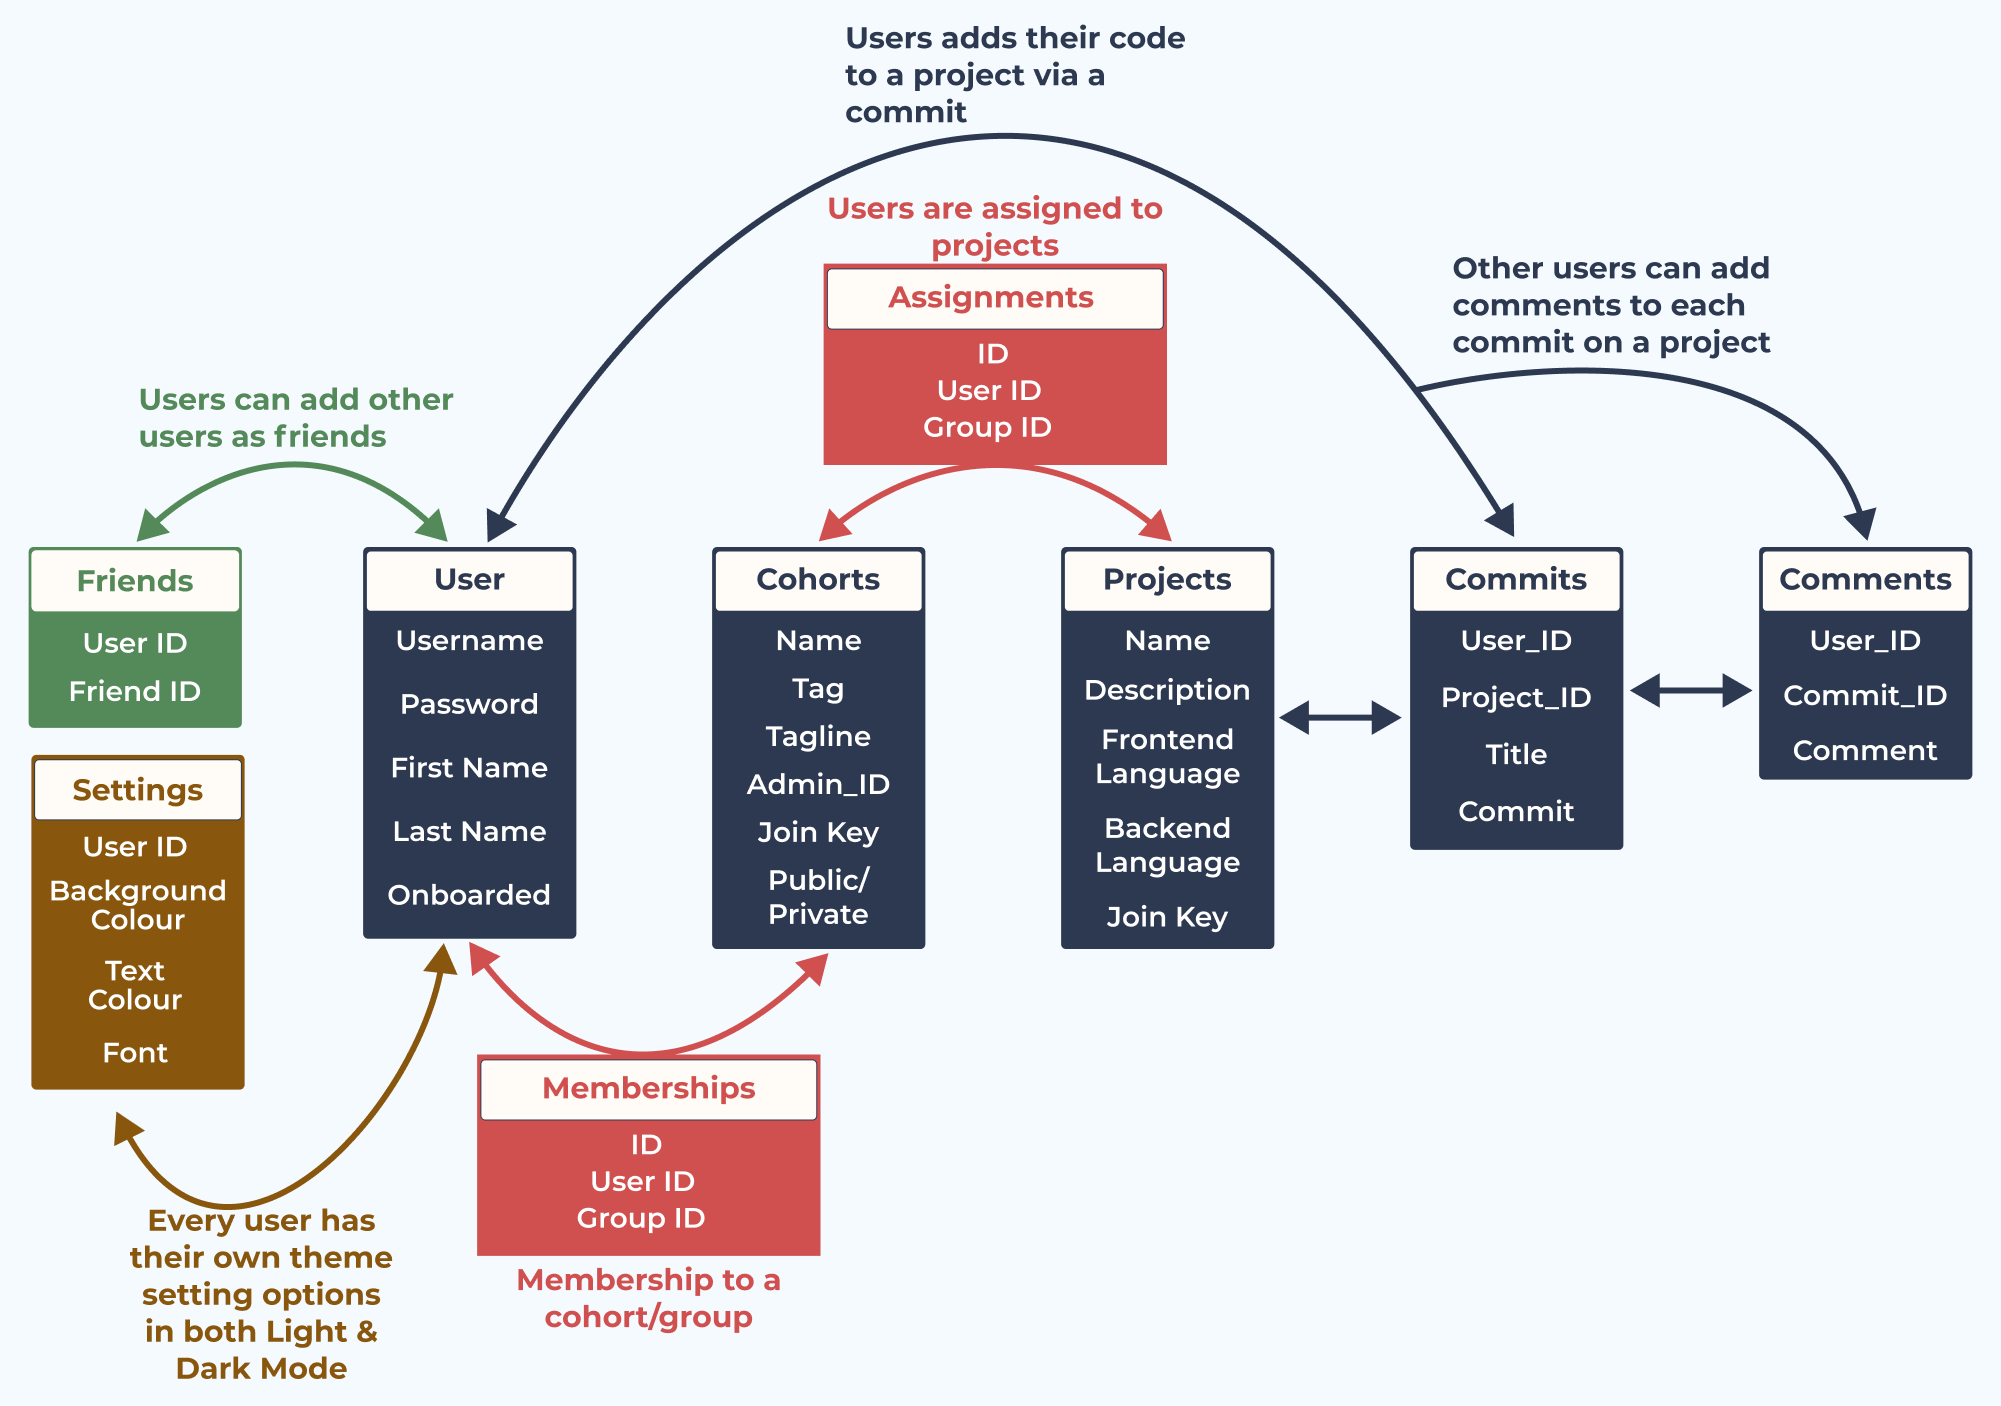 Users adds their code
to a project via a
commit
Users are assigned to
projects
Assignments
ID
User ID
Group ID
Other users can add
comments to each
commit on a project
Users can add other
users as friends
Friends
User ID
Friend ID
Settings
User ID
Background
Colour
Text
Colour
Font
Every user has
their own theme
setting options
in both Light &
Dark Mode
User
Username
Password
First Name
Last Name
Onboarded
Memberships
ID
User ID
Group ID
Membership to a
cohort/group
Cohorts
Name
Tag
Tagline
Admin_ID
Join Key
Public/
Private
Projects
Name
Description
Frontend
Language
Backend
Language
Join Key
Commits
User_ID
Project_ID
Title
Commit
Comments
User_ID
Commit_ID
Comment